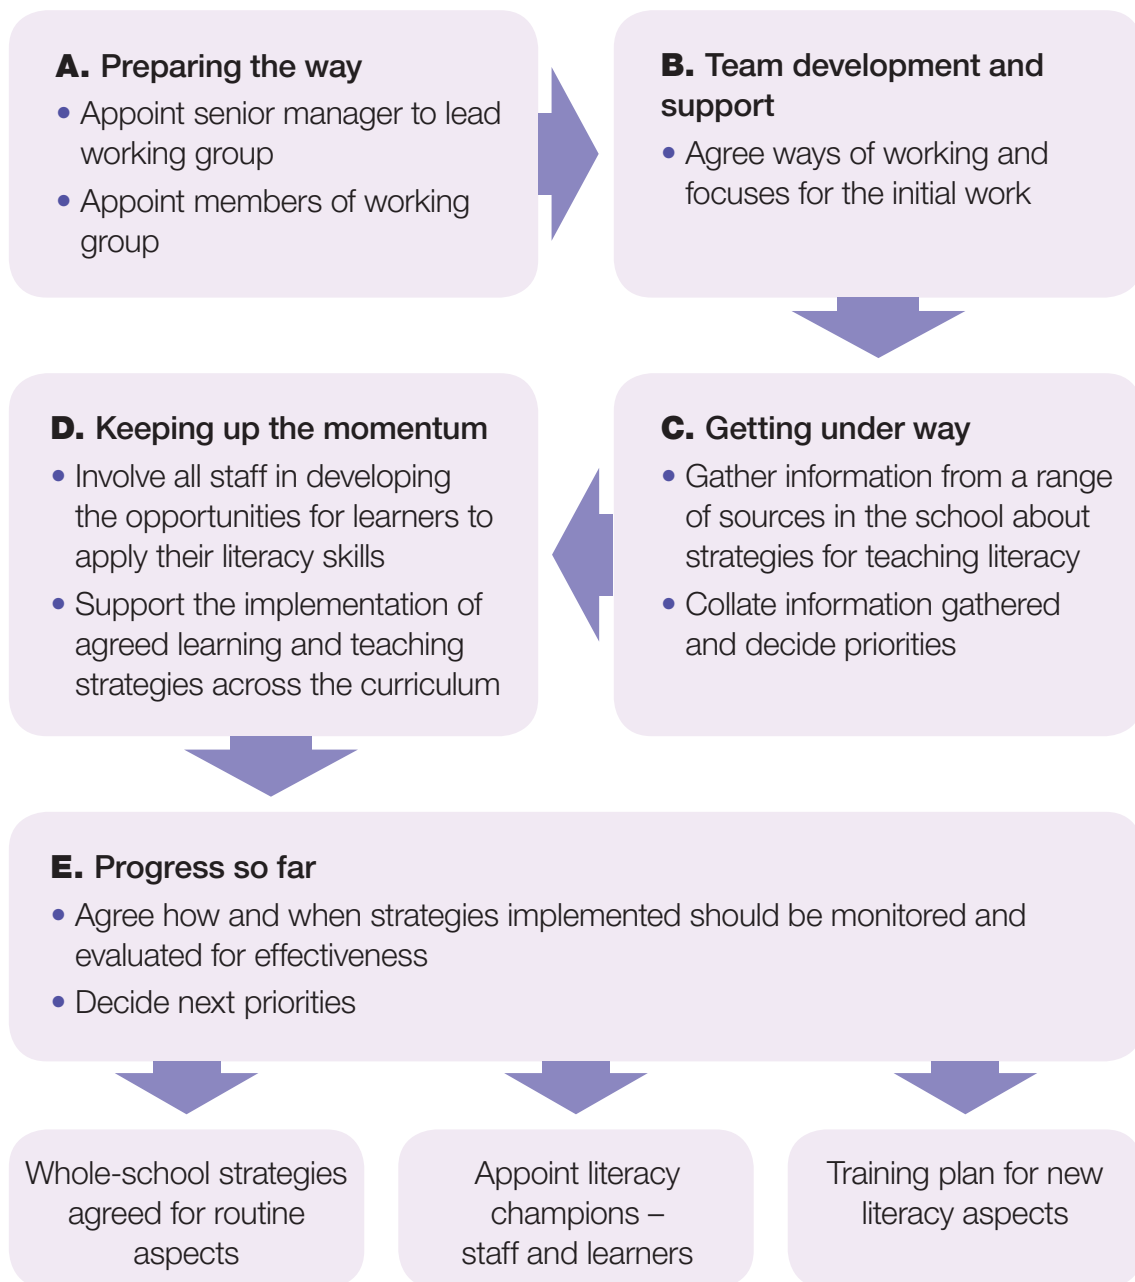 A. Preparing the way
• Appoint senior manager to lead
working group
• Appoint members of working
group
B. Team development and
support
• Agree ways of working and
focuses for the initial work
C. Getting under way
• Gather information from a range
of sources in the school about
strategies for teaching literacy
• Collate information gathered
and decide priorities
D. Keeping up the momentum
• Involve all staff in developing
the opportunities for learners to
apply their literacy skills
• Support the implementation of
agreed learning and teaching
strategies across the curriculum
E. Progress so far
• Agree how and when strategies implemented should be monitored and
evaluated for effectiveness
• Decide next priorities
Whole-school strategies
agreed for routine
aspects
Appoint literacy
champions –
staff and learners
Training plan for new
literacy aspects